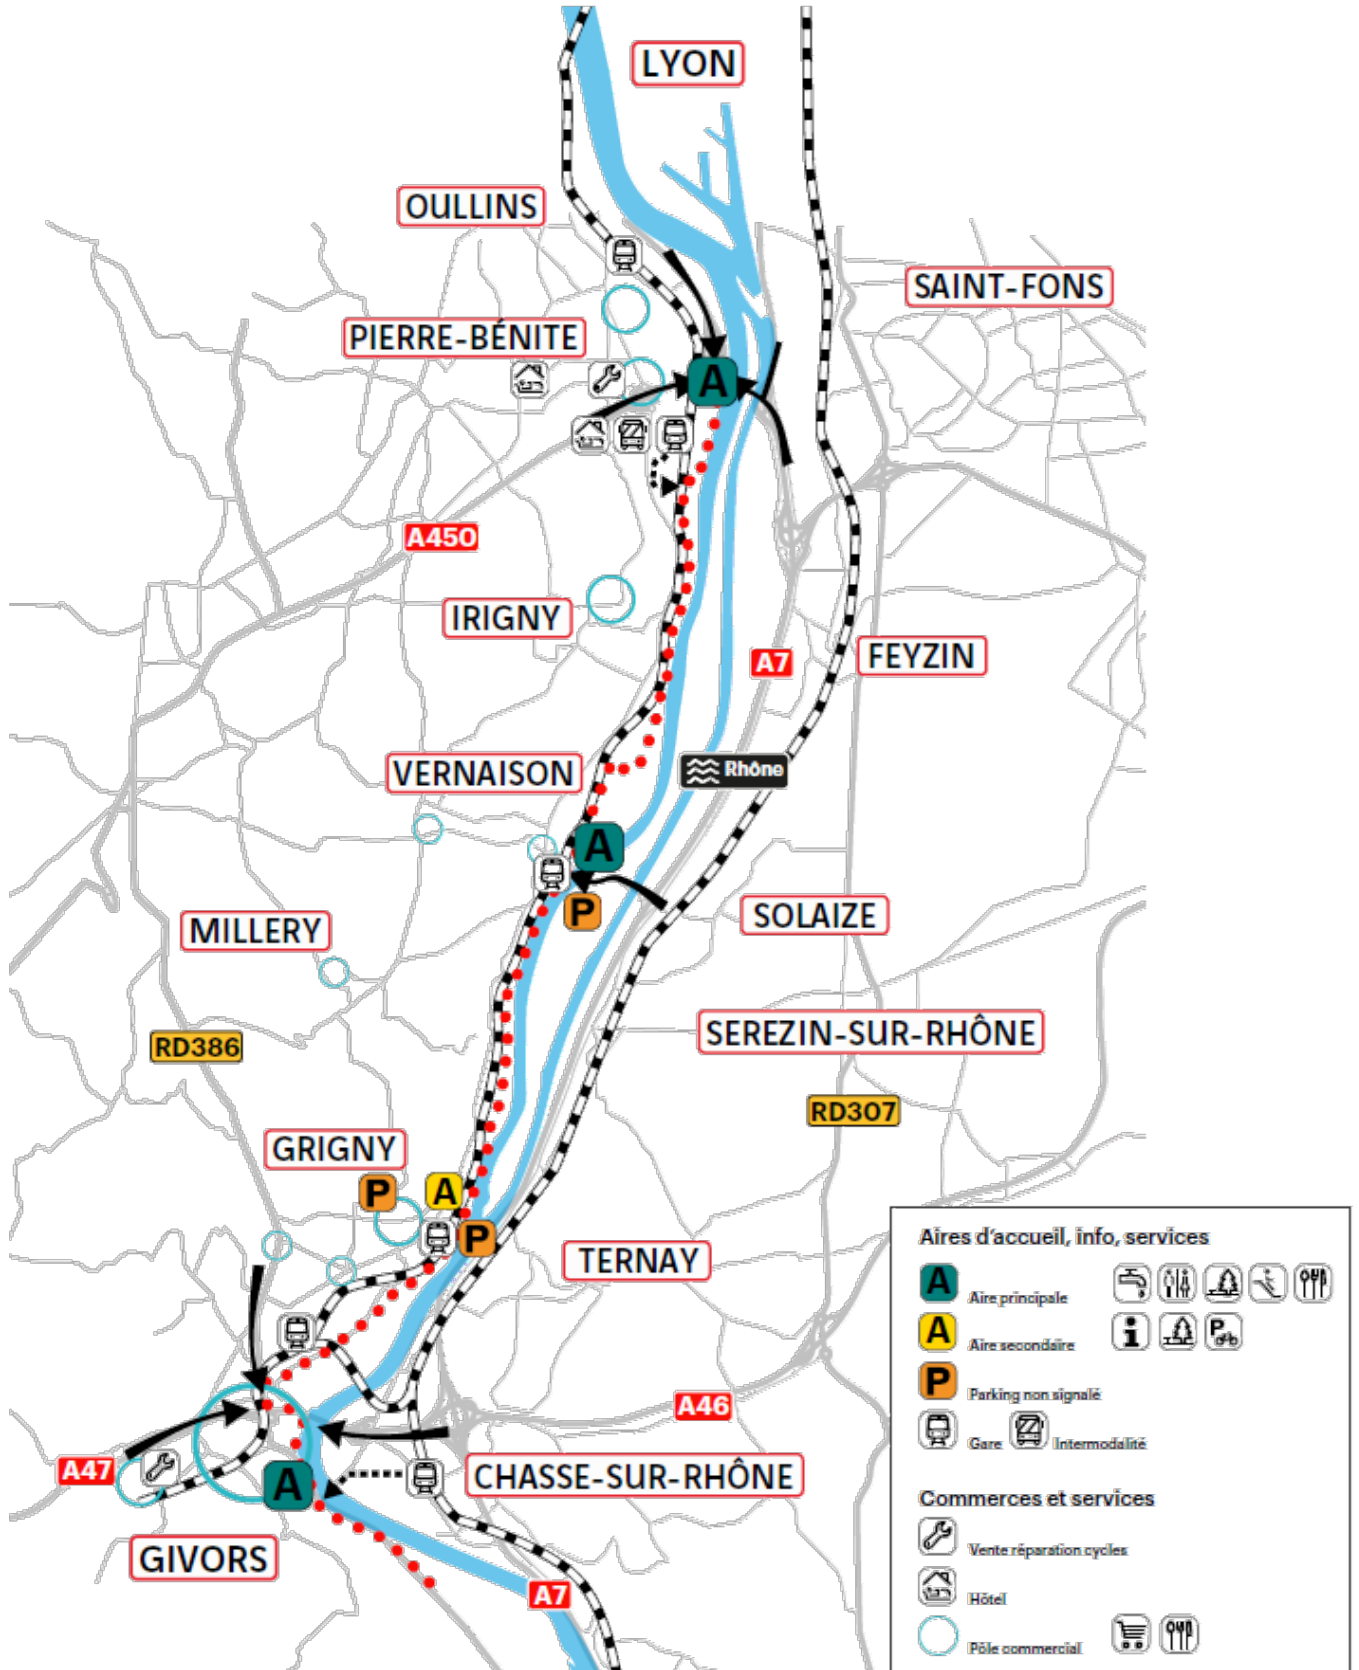 LYON
OULLINS
SAINT-FONS
PIERRE-BÉNITE
A
A450
IRIGNY
FEYZIN
A7
VERNAISON
Rhône
A
P
SOLAIZE
MILLERY
SEREZIN-SUR-RHÔNE
RD386
RD307
GRIGNY
P
A
P
TERNAY
A46
A47
CHASSE-SUR-RHÔNE
A
GIVORS
A7
Aires d'accueil, info, services
A Aire principale
A Aire secondaire
P Parking non signalé
Gare Intermodalité
Commerces et services
Vente réparation cycles
Hôtel
Pôle commercial